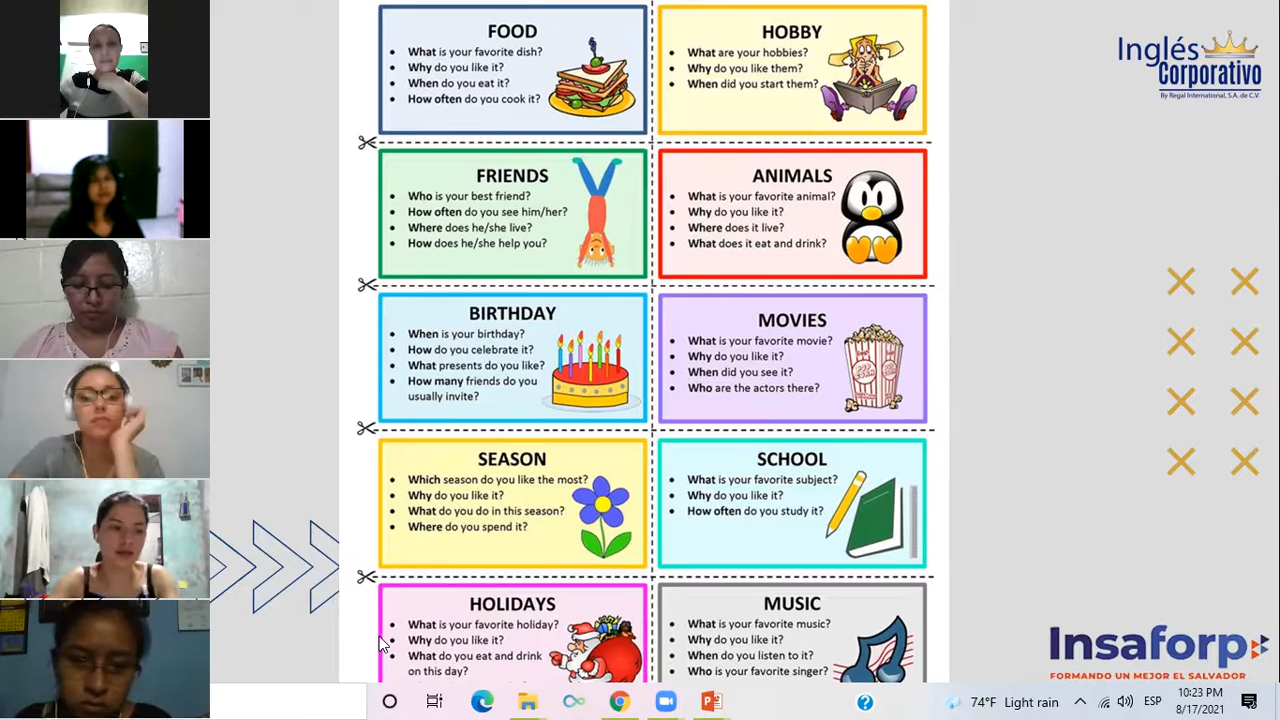 FOOD
What is your favorite dish?
Why do you like it?
When do you eat it?
How often do you cook it?
HOBBY
What are your hobbies?
Why do you like them?
When did you start them?
FRIENDS
Who is your best friend?
How often do you see him/her?
Where does he/she live?
How does he/she help you?
ANIMALS
What is your favorite animal?
Why do you like it?
Where does it live?
What does it eat and drink?
BIRTHDAY
When is your birthday?
How do you celebrate it?
What presents do you like?
How many friends do you
usually invite?
MOVIES
What is your favorite movie?
Why do you like it?
When did you see it?
Who are the actors there?
SEASON
Which season do you like the most?
Why do you like it?
What do you do in this season?
Where do you spend it?
SCHOOL
What is your favorite subject?
Why do you like it?
How often do you study it?
HOLIDAYS
What is your favorite holiday?
Why do you like it?
What do you eat and drink
on this day?
MUSIC
What is your favorite music?
Why do you like it?
When do you listen to it?
Who is your favorite singer?
Inglés
Corporativo
By Regal International, S.A. de C.V.
Insaforp
FORMANDO UN MEJOR EL SALVADOR
74°F Light rain
ESP
10:23 PM
8/17/2021